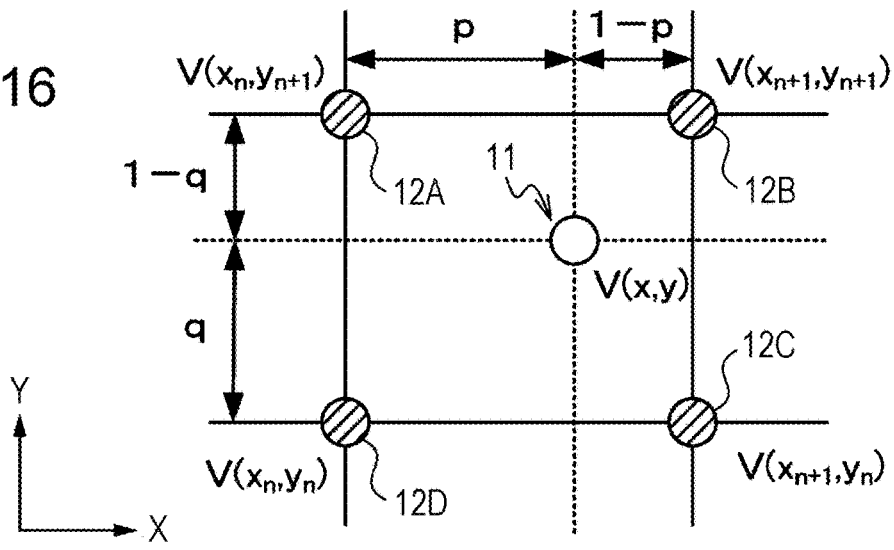 p 1-p
16 V(xn,yn+1) V(xn+1,yn+1)
11
1-q 12A 12B
V(x,y)
q
12C
Y
V(xn,yn) V(xn+1,yn)
12D
X